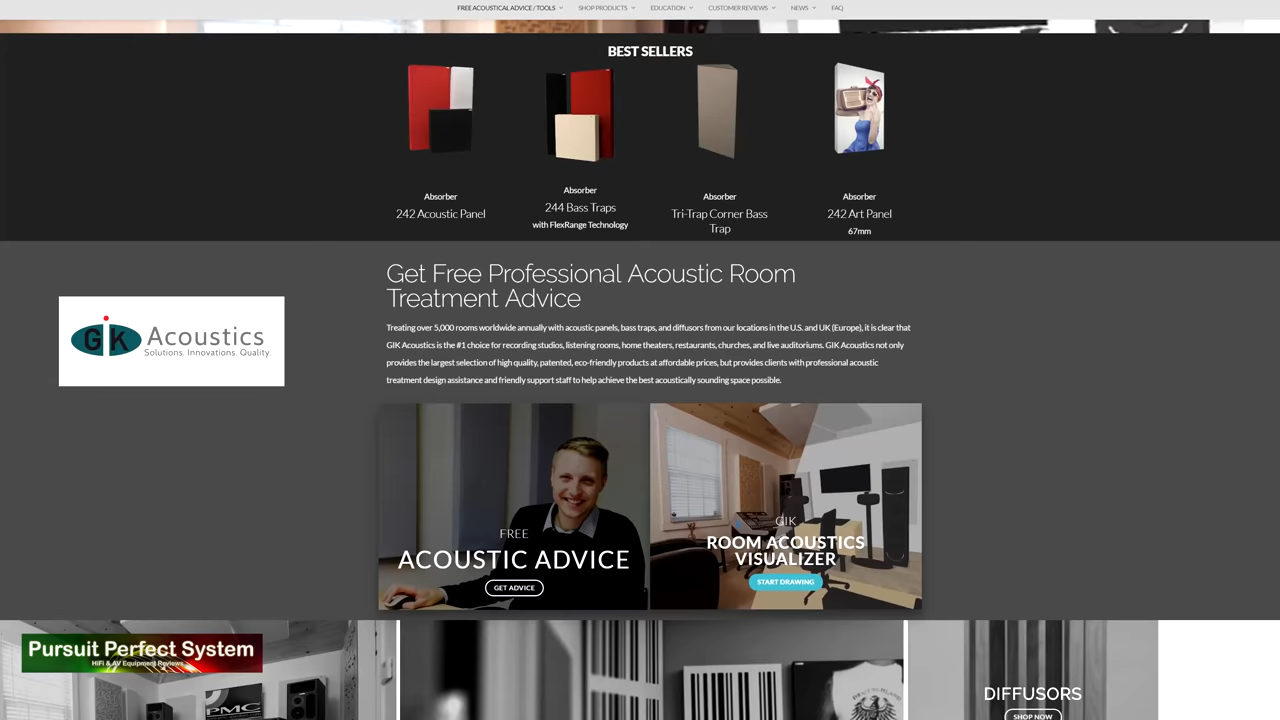 FREE ACOUSTICAL ADVICE / TOOLS SHOP PRODUCTS EDUCATION CUSTOMER REVIEWS NEWS FAQ
BEST SELLERS
Absorber
242 Acoustic Panel
Absorber
244 Bass Traps
with FlexRange Technology
Absorber
Tri-Trap Corner Bass
Trap
Absorber
242 Art Panel
67mm
GiK Acoustics
Solutions. Innovations. Quality.
Get Free Professional Acoustic Room
Treatment Advice
Treating over 5,000 rooms worldwide annually with acoustic panels, bass traps, and diffusors from our locations in the U.S. and UK (Europe), it is clear that
GIK Acoustics is the #1 choice for recording studios, listening rooms, home theaters, restaurants, churches, and live auditoriums. GIK Acoustics not only
provides the largest selection of high quality, patented, eco-friendly products at affordable prices, but provides clients with professional acoustic
treatment design assistance and friendly support staff to help achieve the best acoustically sounding space possible.
FREE
ACOUSTIC ADVICE
GET ADVICE
GIK
ROOM ACOUSTICS
VISUALIZER
START DRAWING
Pursuit Perfect System
HiFi & AV Equipment Reviews
PMC
DIFFUSORS
SHOP NOW